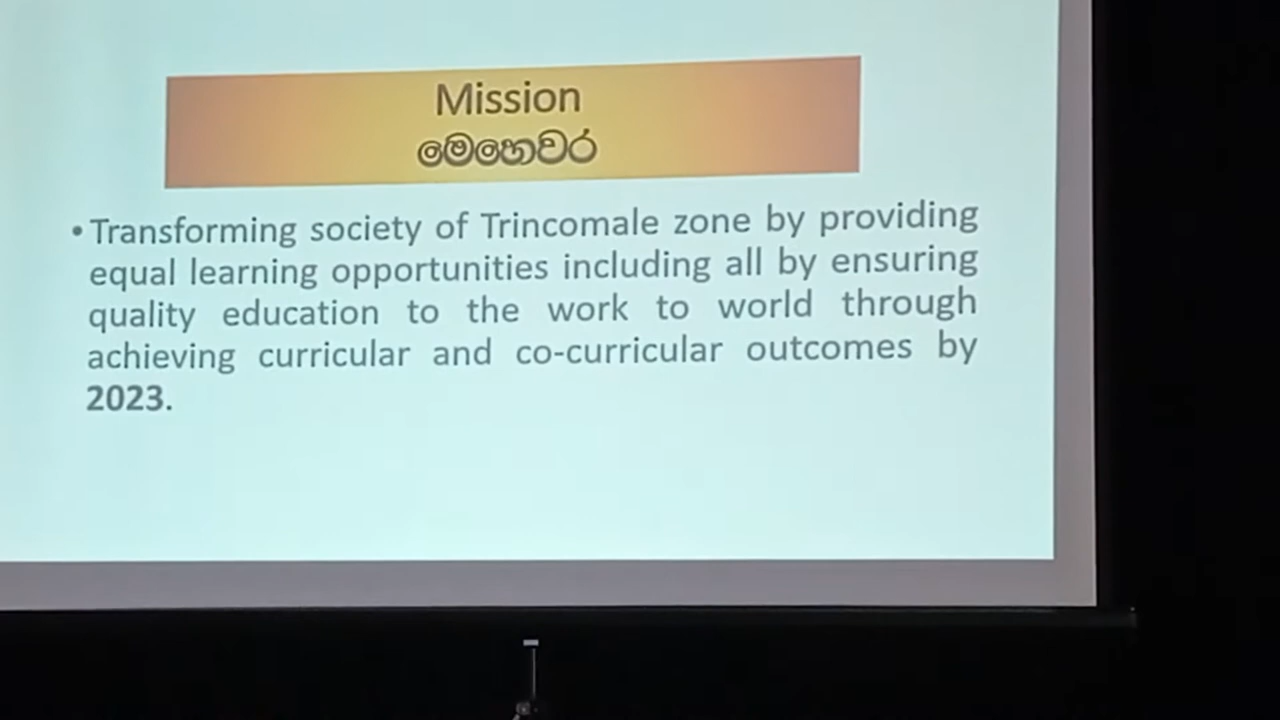 Mission
මෙහෙවර
• Transforming society of Trincomale zone by providing
equal learning opportunities including all by ensuring
quality education to the work to world through
achieving curricular and co-curricular outcomes by
2023.